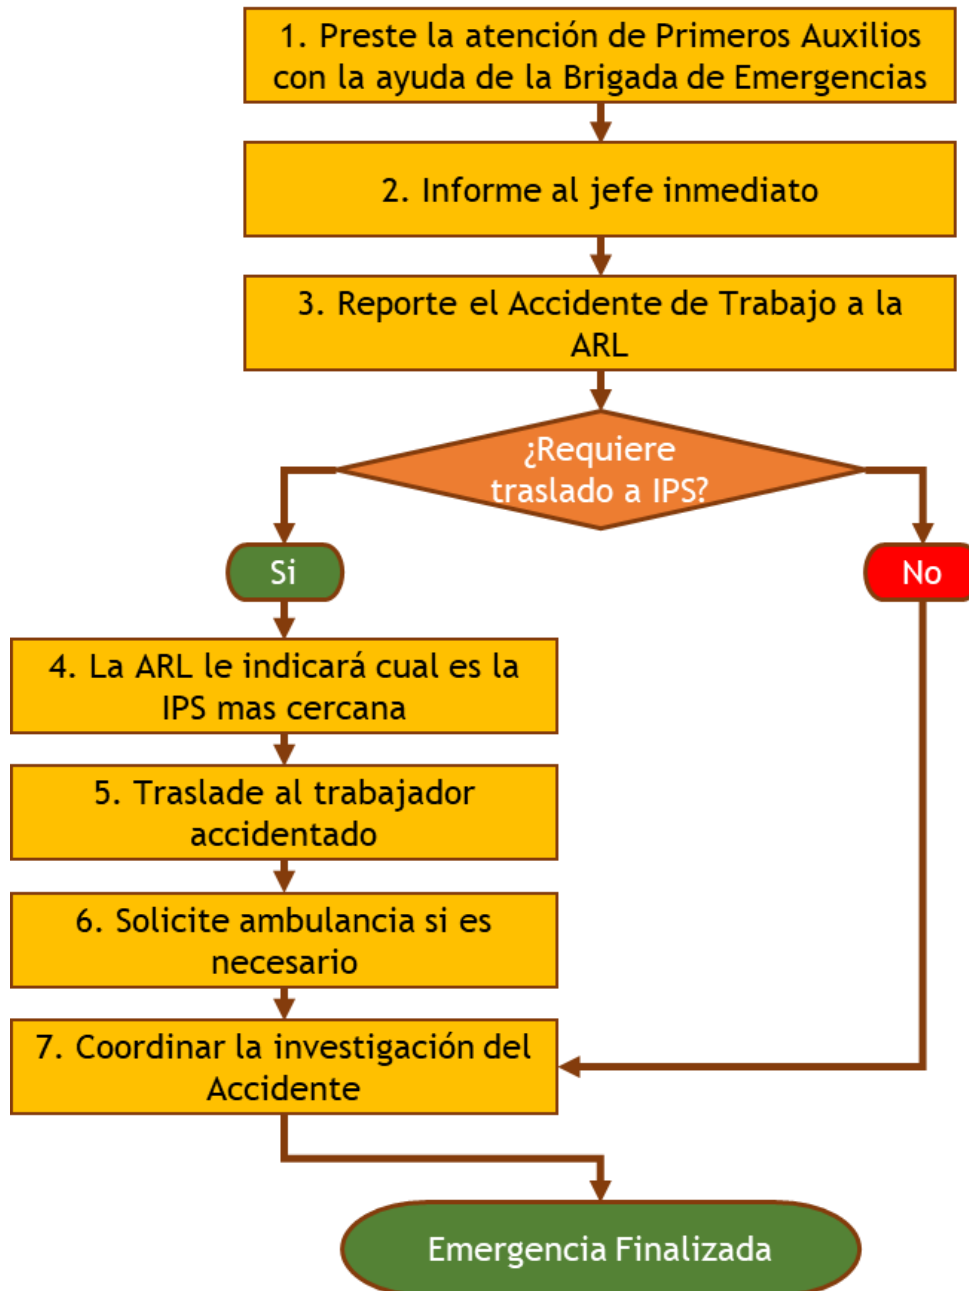 1. Preste la atención de Primeros Auxilios
con la ayuda de la Brigada de Emergencias
2. Informe al jefe inmediato
3. Reporte el Accidente de Trabajo a la
ARL
¿Requiere
traslado a IPS?
Si
No
4. La ARL le indicará cual es la
IPS mas cercana
5. Traslade al trabajador
accidentado
6. Solicite ambulancia si es
necesario
7. Coordinar la investigación del
Accidente
Emergencia Finalizada